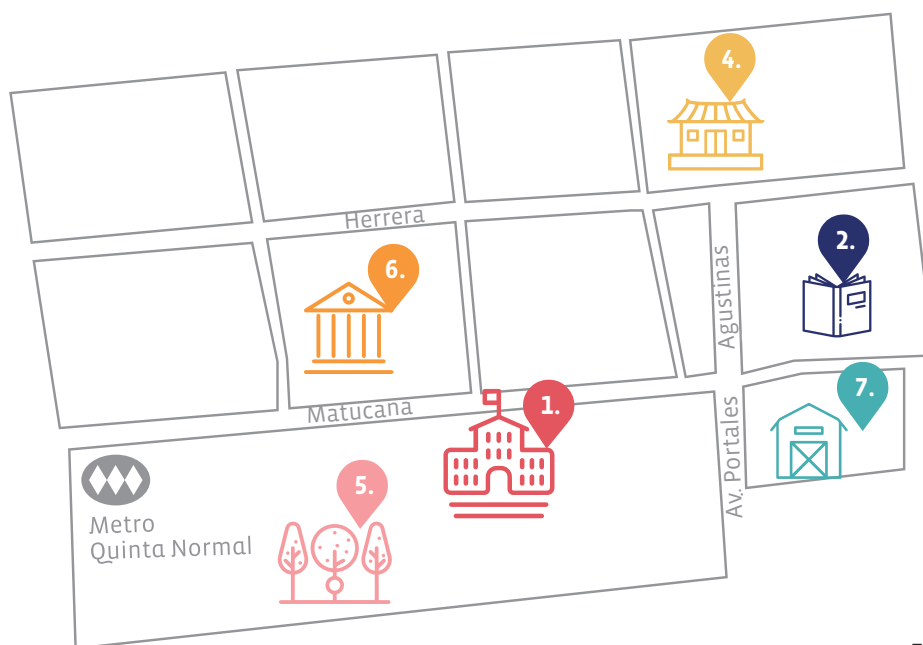 4.
Herrera
2.
6.
Agustinas
7.
1.
Matucana
Av. Portales
5.
Metro
Quinta Normal